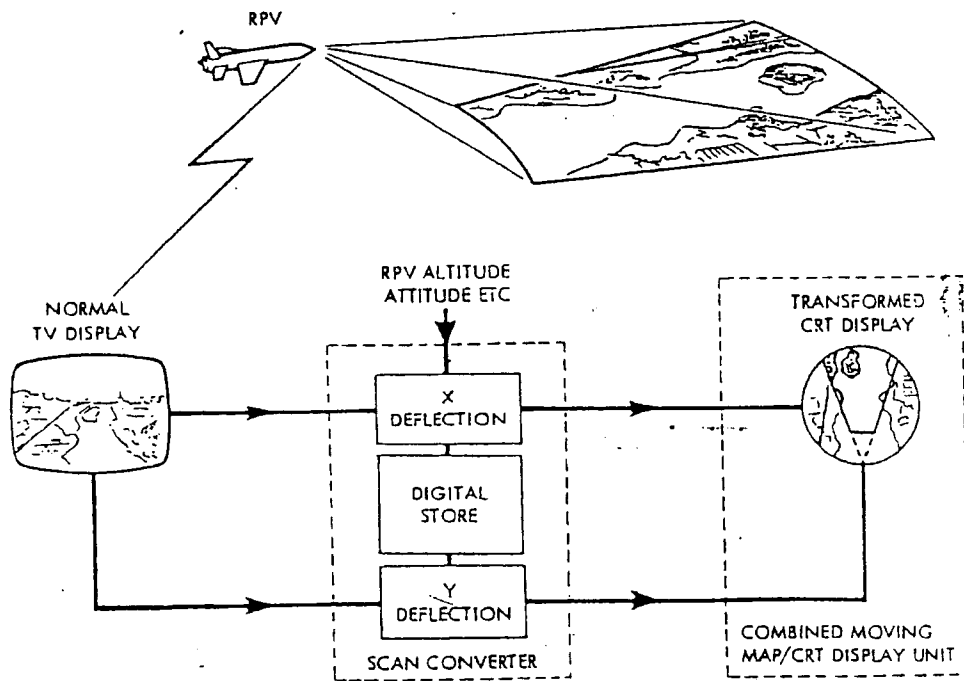 RPV
RPV ALTITUDE
ATTITUDE ETC
NORMAL
TV DISPLAY
TRANSFORMED
CRT DISPLAY
X
DEFLECTION
DIGITAL
STORE
Y
DEFLECTION
SCAN CONVERTER
COMBINED MOVING
MAP/CRT DISPLAY UNIT